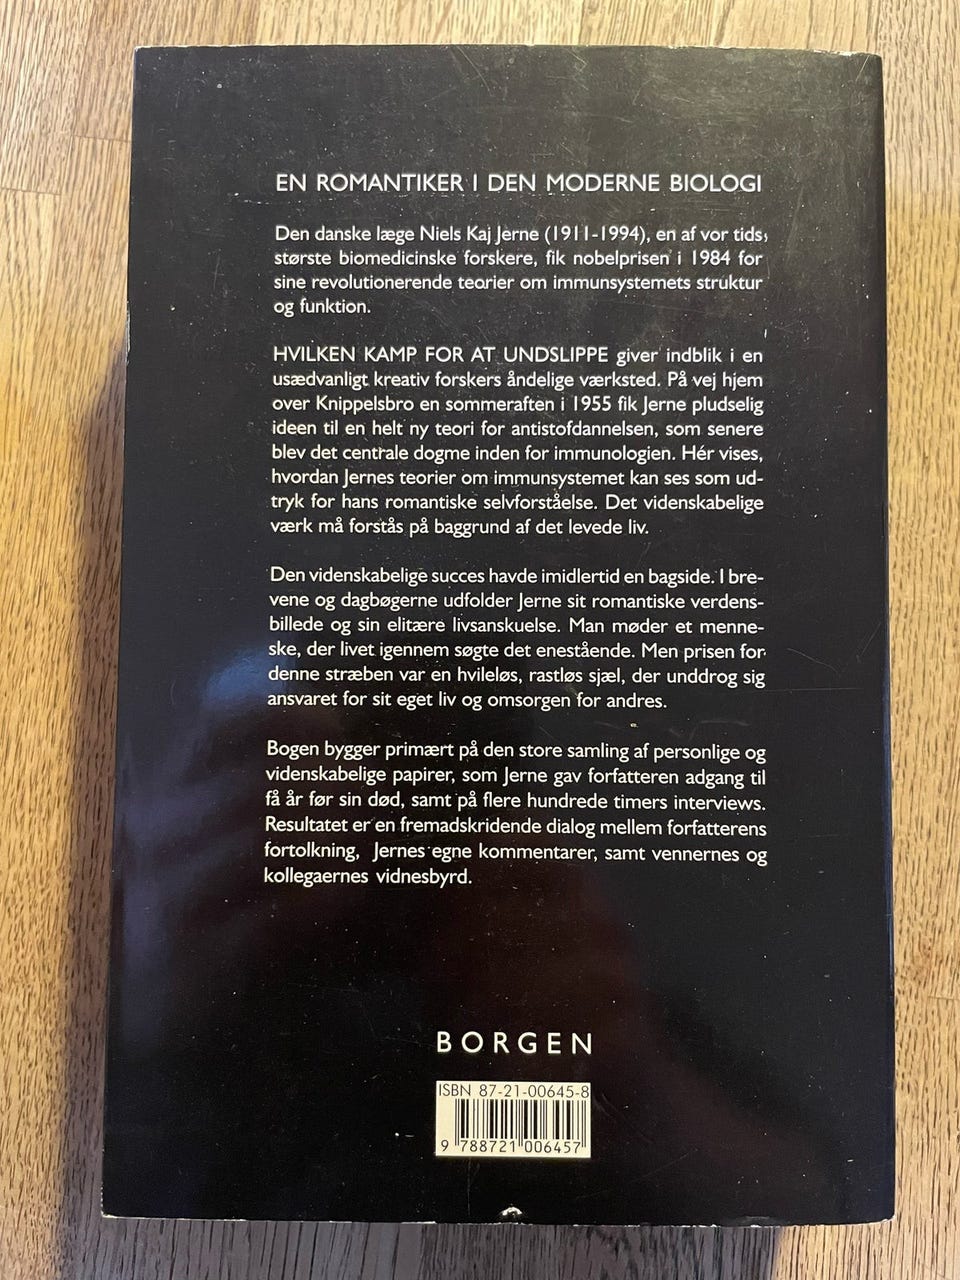 EN ROMANTIKER I DEN MODERNE BIOLOGI
Den danske læge Niels Kaj Jerne (1911-1994), en af vor tids
største biomedicinske forskere, fik nobelprisen i 1984 for
sine revolutionerende teorier om immunsystemets struktur
og funktion.
HVILKEN KAMP FOR AT UNDSLIPPE giver indblik i en
usædvanligt kreativ forskers åndelige værksted. På vej hjem
over Knippelsbro en sommeraften i 1955 fik Jerne pludselig
ideen til en helt ny teori for antistofdannelsen, som senere
blev det centrale dogme inden for immunologien. Hér vises,
hvordan Jernes teorier om immunsystemet kan ses som ud-
tryk for hans romantiske selvforståelse. Det videnskabelige
værk må forstås på baggrund af det levede liv.
Den videnskabelige succes havde imidlertid en bagside. I bre-
vene og dagbøgerne udfolder Jerne sit romantiske verdens-
billede og sin elitære livsanskuelse. Man møder et menne-
ske, der livet igennem søgte det enestående. Men prisen for
denne stræben var en hvileløs, rastløs sjæl, der unddrog sig
ansvaret for sit eget liv og omsorgen for andres.
Bogen bygger primært på den store samling af personlige og
videnskabelige papirer, som Jerne gav forfatteren adgang til
få år før sin død, samt på flere hundrede timers interviews.
Resultatet er en fremadskridende dialog mellem forfatterens
fortolkning, Jernes egne kommentarer, samt vennernes og
kollegaernes vidnesbyrd.
BORGEN
ISBN 87-21-00645-8
9 788721 006457